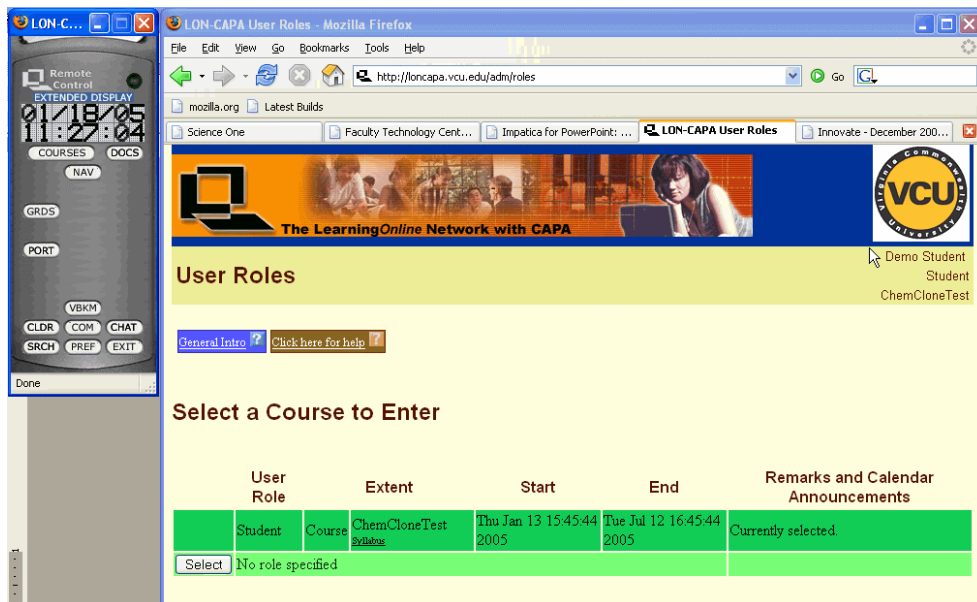 LON-C...
Remote
Control
EXTENDED DISPLAY
01/18/05
11:27:04
COURSES DOCS
NAV
GRDS
PORT
VBKM
CLDR COM CHAT
SRCH PREF EXIT
Done
LON-CAPA User Roles - Mozilla Firefox
File Edit View Go Bookmarks Tools Help
http://loncapa.vcu.edu/adm/roles Go G
mozilla.org Latest Builds
Science One Faculty Technology Cent... Impatica for PowerPoint: ... LON-CAPA User Roles Innovate - December 200...
The LearningOnline Network with CAPA
Virginia Commonwealth University
VCU
User Roles
Demo Student
Student
ChemCloneTest
General Intro ? Click here for help ?
Select a Course to Enter
User Role Extent Start End Remarks and Calendar Announcements
Student Course ChemCloneTest Thu Jan 13 15:45:44 Tue Jul 12 16:45:44 Currently selected.
Syllabus 2005 2005
Select No role specified